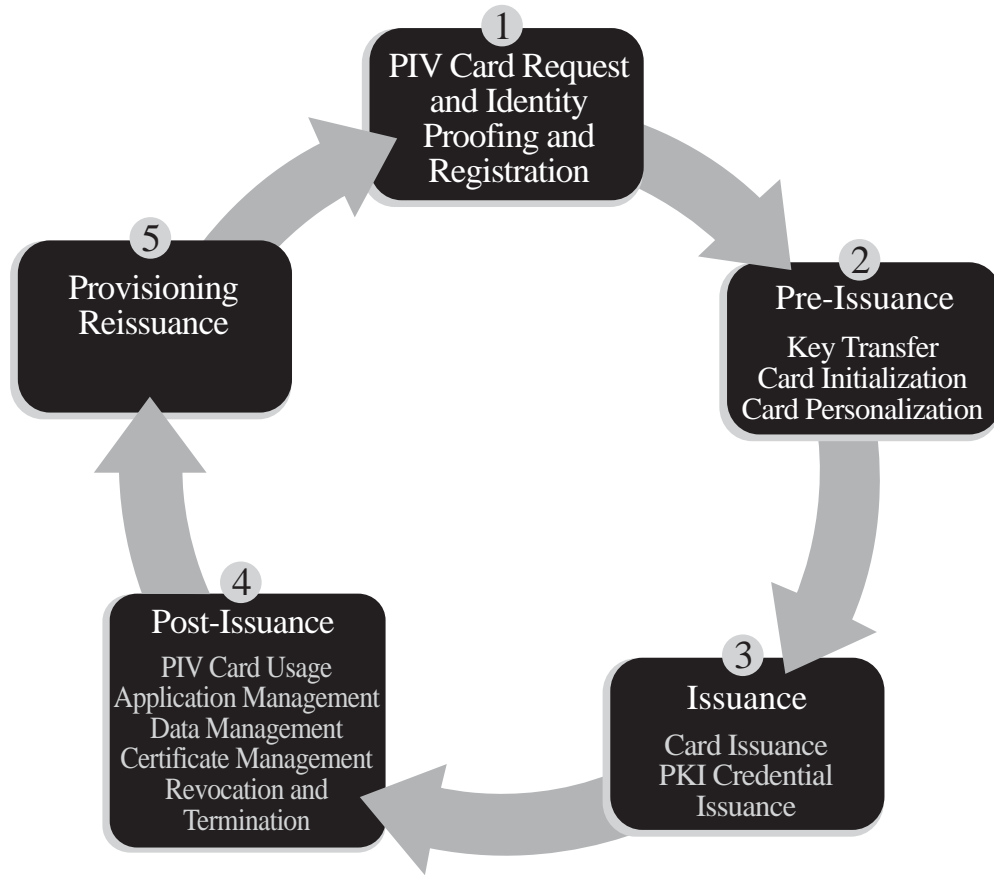 1
PIV Card Request
and Identity
Proofing and
Registration
2
Pre-Issuance
Key Transfer
Card Initialization
Card Personalization
3
Issuance
Card Issuance
PKI Credential
Issuance
4
Post-Issuance
PIV Card Usage
Application Management
Data Management
Certificate Management
Revocation and
Termination
5
Provisioning
Reissuance